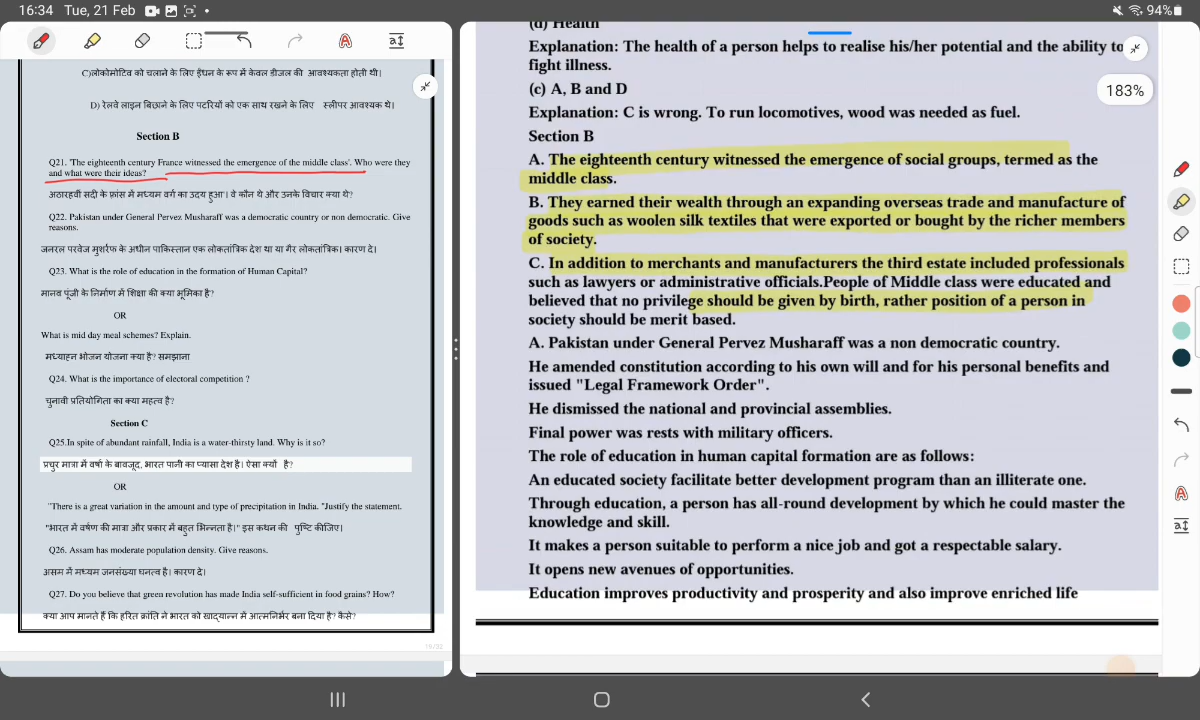 16:34 Tue, 21 Feb
94%
C)लोकोमोटिव को चलाने के लिए ईंधन के रूप में केवल डीजल की आवश्यकता होती थी।
D) रेलवे लाइन बिछाने के लिए पटरियों को एक साथ रखने के लिए स्लीपर आवश्यक थे।
Section B
Q21. 'The eighteenth century France witnessed the emergence of the middle class'. Who were they
and what were their ideas?
अठारहवीं सदी के फ्रांस में मध्यम वर्ग का उदय हुआ'। वे कौन थे और उनके विचार क्या थे?
Q22. Pakistan under General Pervez Musharaff was a democratic country or non democratic. Give
reasons.
जनरल परवेज मुशर्रफ के अधीन पाकिस्तान एक लोकतांत्रिक देश था या गैर लोकतांत्रिक। कारण दे।
Q23. What is the role of education in the formation of Human Capital?
मानव पूंजी के निर्माण में शिक्षा की क्या भूमिका है?
OR
What is mid day meal schemes? Explain.
मध्याहन भोजन योजना क्या है? समझाना
Q24. What is the importance of electoral competition ?
चुनावी प्रतियोगिता का क्या महत्व है?
Section C
Q25.In spite of abundant rainfall, India is a water-thirsty land. Why is it so?
प्रचुर मात्रा में वर्षा के बावजूद, भारत पानी का प्यासा देश है। ऐसा क्यों है?
OR
"There is a great variation in the amount and type of precipitation in India. "Justify the statement.
"भारत में वर्षण की मात्रा और प्रकार में बहुत भिन्नता है।" इस कथन की पुष्टि कीजिए।
Q26. Assam has moderate population density. Give reasons.
असम में मध्यम जनसंख्या घनत्व है। कारण दे।
Q27. Do you believe that green revolution has made India self-sufficient in food grains? How?
क्या आप मानते हैं कि हरित क्रांति ने भारत को खाद्यान्न में आत्मनिर्भर बना दिया है? कैसे?
(d) Health
Explanation: The health of a person helps to realise his/her potential and the ability to
fight illness.
183%
(c) A, B and D
Explanation: C is wrong. To run locomotives, wood was needed as fuel.
Section B
A. The eighteenth century witnessed the emergence of social groups, termed as the
middle class.
B. They earned their wealth through an expanding overseas trade and manufacture of
goods such as woolen silk textiles that were exported or bought by the richer members
of society.
C. In addition to merchants and manufacturers the third estate included professionals
such as lawyers or administrative officials.People of Middle class were educated and
believed that no privilege should be given by birth, rather position of a person in
society should be merit based.
A. Pakistan under General Pervez Musharaff was a non democratic country.
He amended constitution according to his own will and for his personal benefits and
issued "Legal Framework Order".
He dismissed the national and provincial assemblies.
Final power was rests with military officers.
The role of education in human capital formation are as follows:
An educated society facilitate better development program than an illiterate one.
Through education, a person has all-round development by which he could master the
knowledge and skill.
It makes a person suitable to perform a nice job and got a respectable salary.
It opens new avenues of opportunities.
Education improves productivity and prosperity and also improve enriched life